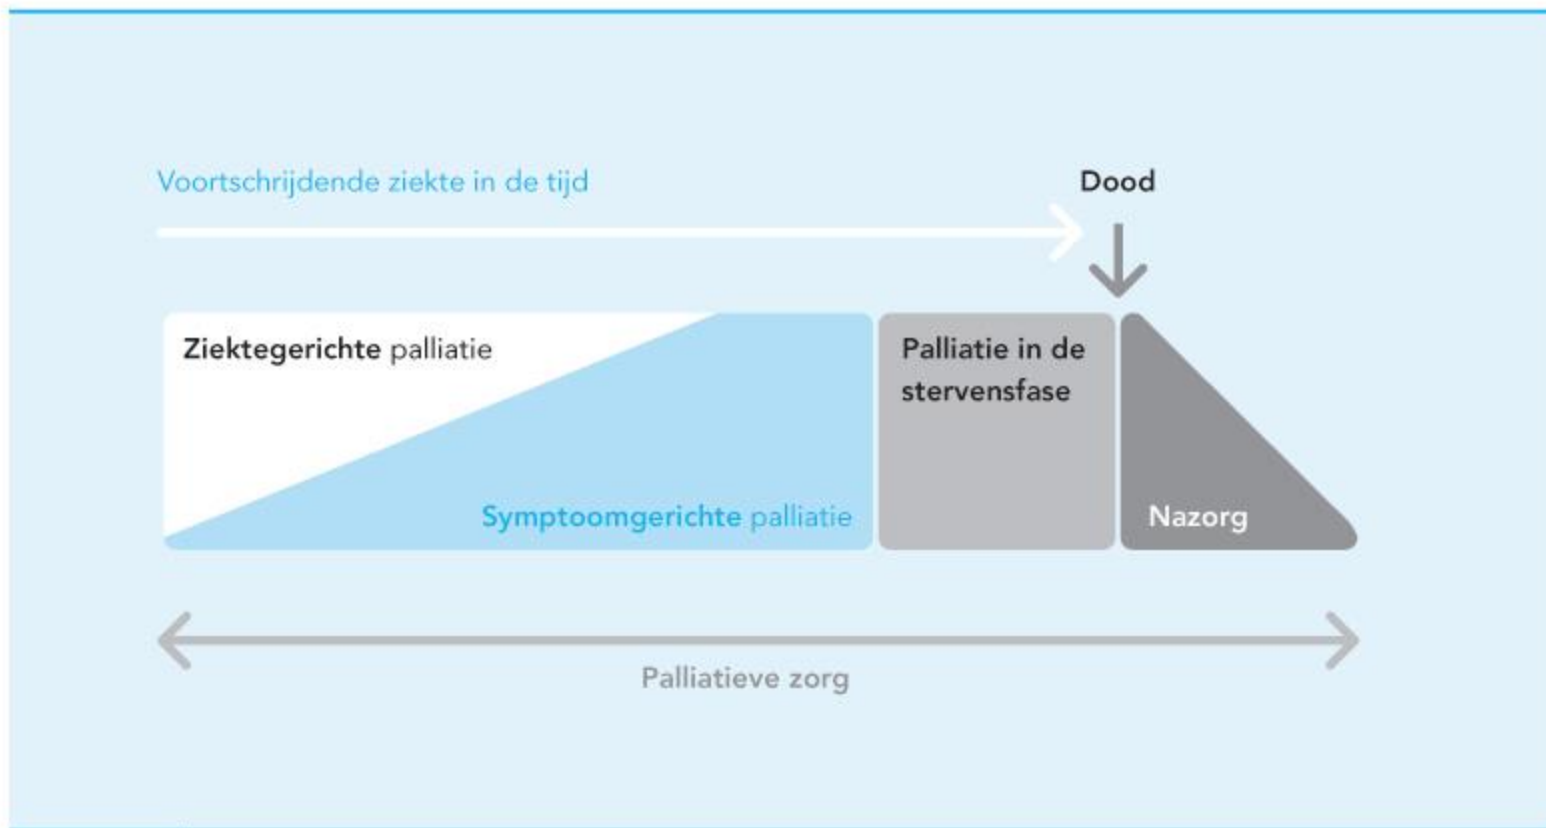 Voortschrijdende ziekte in de tijd
Dood
Ziektegerichte palliatie
Palliatie in de
stervensfase
Symptoomgerichte palliatie
Nazorg
Palliatieve zorg